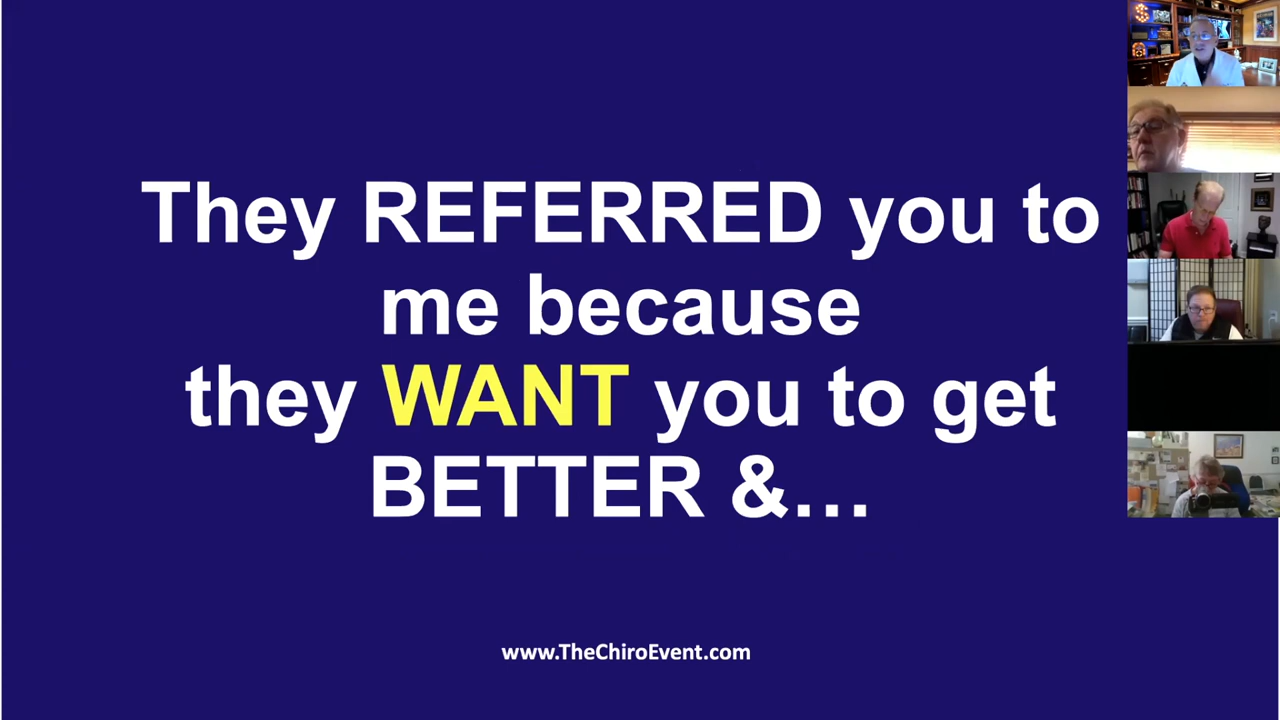 They REFERRED you to
me because
they WANT you to get
BETTER &...
www.TheChiroEvent.com